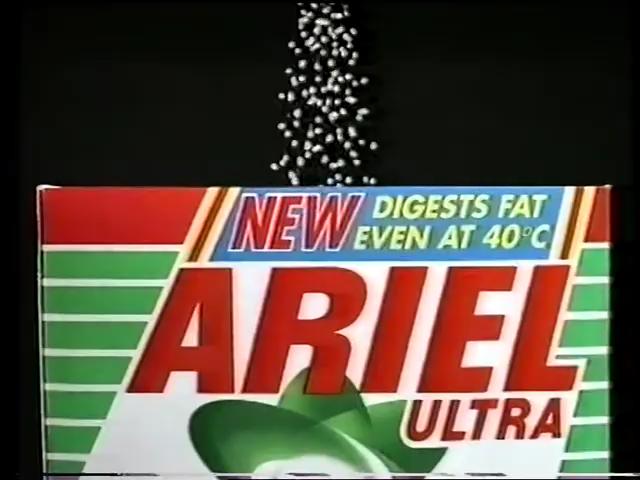 NEW DIGESTS FAT
EVEN AT 40°C
ARIEL
ULTRA